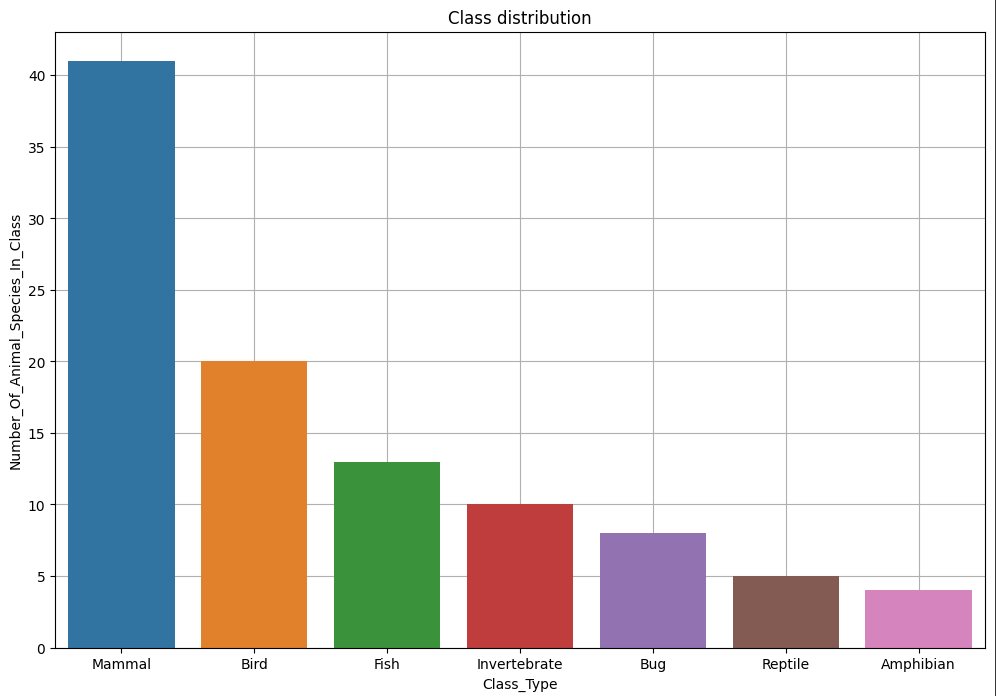 Class distribution
Number_Of_Animal_Species_In_Class
40
35
30
25
20
15
10
5
0
Mammal Bird Fish Invertebrate Bug Reptile Amphibian
Class_Type